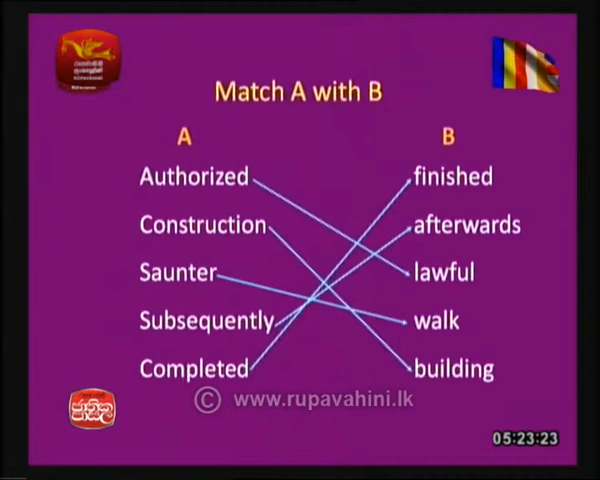 Match A with B
A B
Authorized finished
Construction afterwards
Saunter lawful
Subsequently walk
Completed building
© www.rupavahini.lk
05:23:23